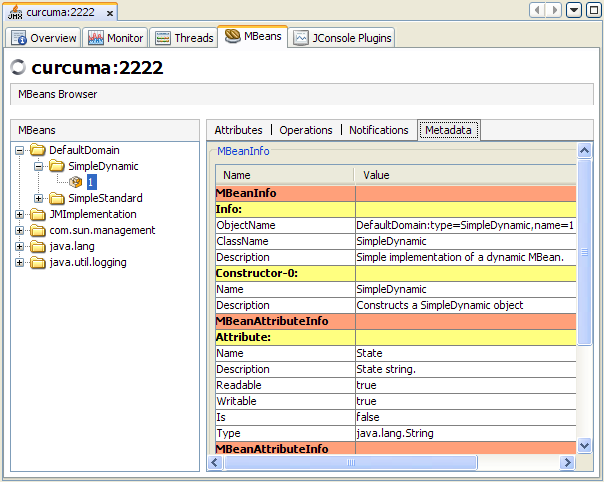 JMX curcuma:2222 x
Overview Monitor Threads MBeans JConsole Plugins
curcuma:2222
MBeans Browser
MBeans
DefaultDomain
SimpleDynamic
1
SimpleStandard
JMImplementation
com.sun.management
java.lang
java.util.logging
Attributes | Operations | Notifications | Metadata
MBeanInfo
Name Value
MBeanInfo
Info:
ObjectName DefaultDomain:type=SimpleDynamic,name=1
ClassName SimpleDynamic
Description Simple implementation of a dynamic MBean.
Constructor-0:
Name SimpleDynamic
Description Constructs a SimpleDynamic object
MBeanAttributeInfo
Attribute:
Name State
Description State string.
Readable true
Writable true
Is false
Type java.lang.String
MBeanAttributeInfo